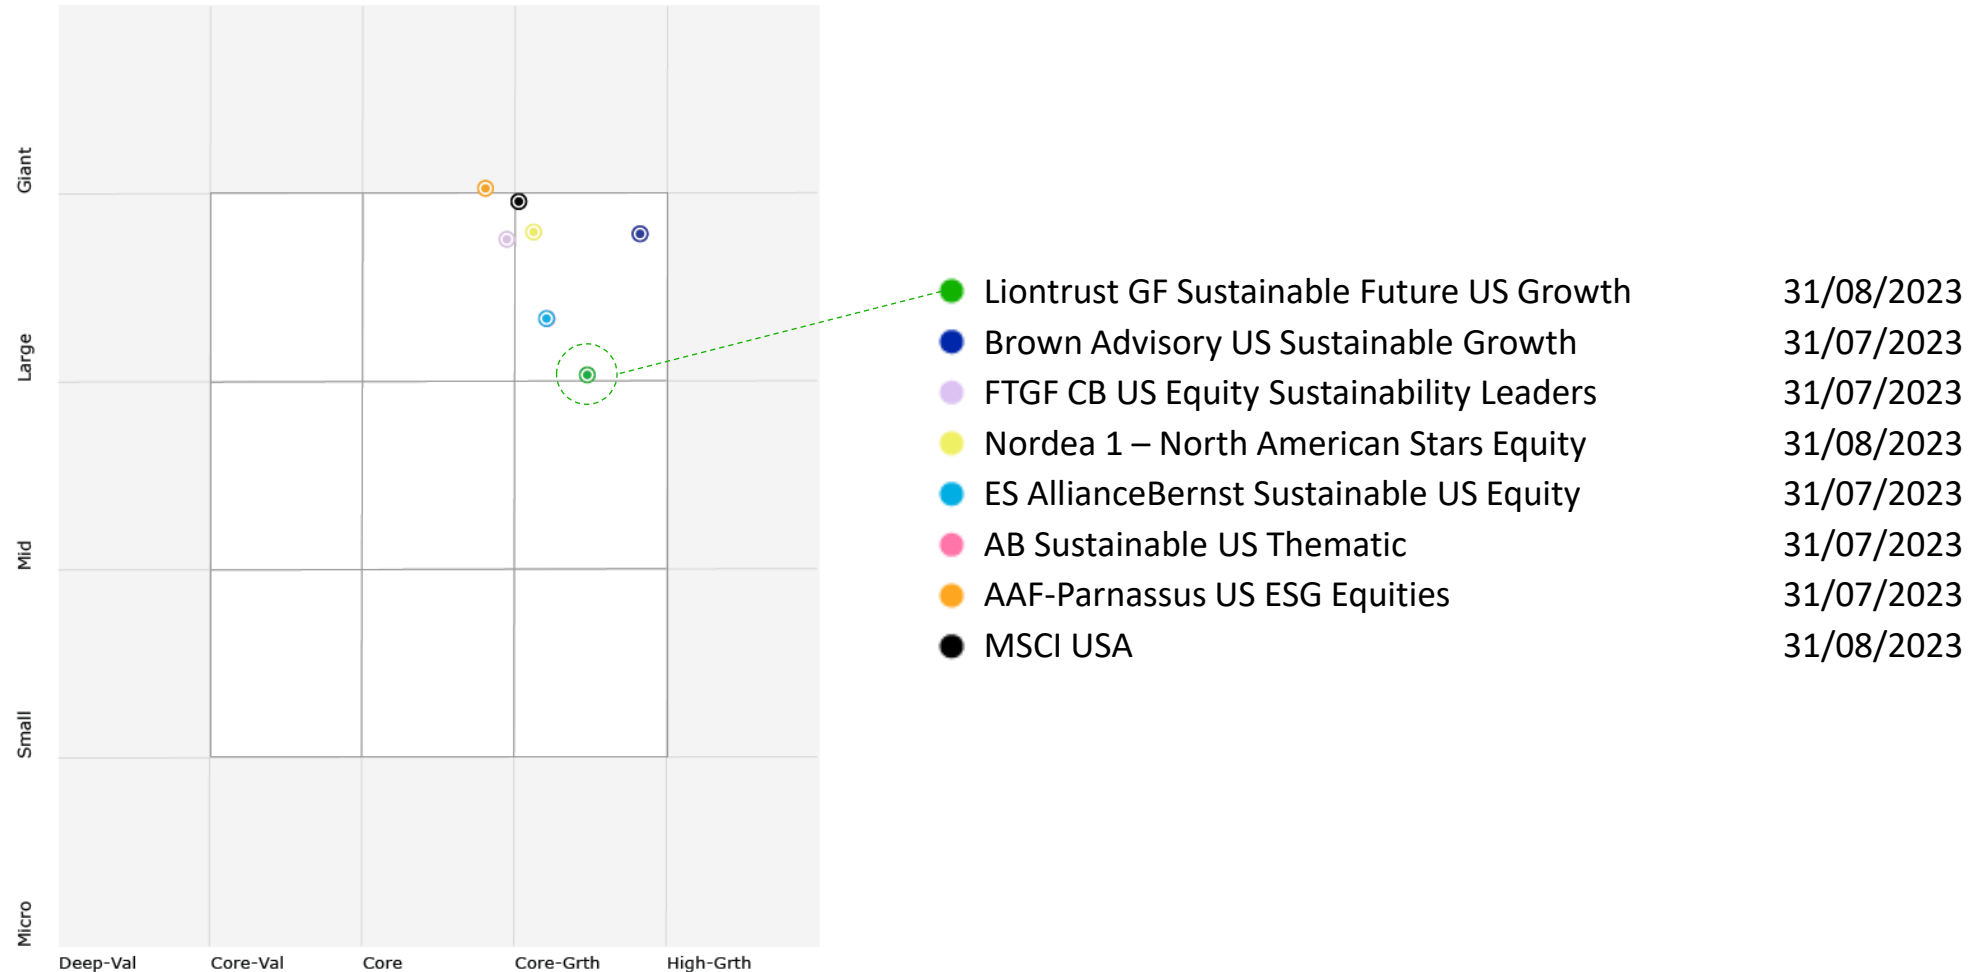 Giant
Large
Mid
Small
Micro
Deep-Val
Core-Val
Core
Core-Grth
High-Grth
Liontrust GF Sustainable Future US Growth 31/08/2023
Brown Advisory US Sustainable Growth 31/07/2023
FTGF CB US Equity Sustainability Leaders 31/07/2023
Nordea 1 – North American Stars Equity 31/08/2023
ES AllianceBernst Sustainable US Equity 31/07/2023
AB Sustainable US Thematic 31/07/2023
AAF-Parnassus US ESG Equities 31/07/2023
MSCI USA 31/08/2023